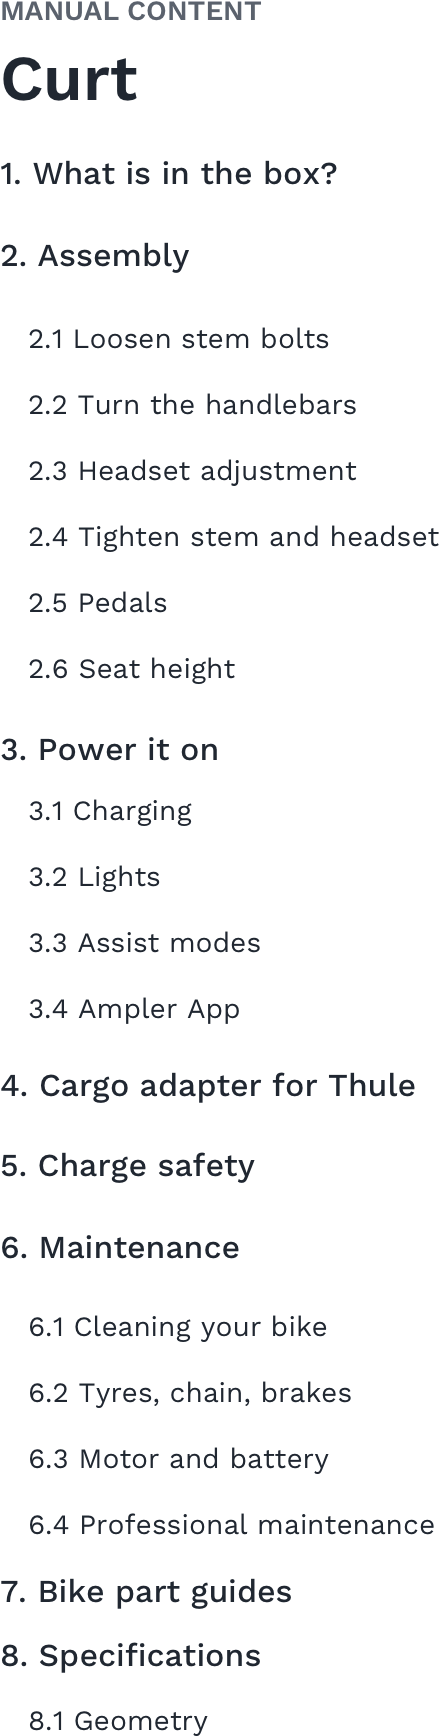 MANUAL CONTENT
Curt
1. What is in the box?
2. Assembly
2.1 Loosen stem bolts
2.2 Turn the handlebars
2.3 Headset adjustment
2.4 Tighten stem and headset
2.5 Pedals
2.6 Seat height
3. Power it on
3.1 Charging
3.2 Lights
3.3 Assist modes
3.4 Ampler App
4. Cargo adapter for Thule
5. Charge safety
6. Maintenance
6.1 Cleaning your bike
6.2 Tyres, chain, brakes
6.3 Motor and battery
6.4 Professional maintenance
7. Bike part guides
8. Specifications
8.1 Geometry